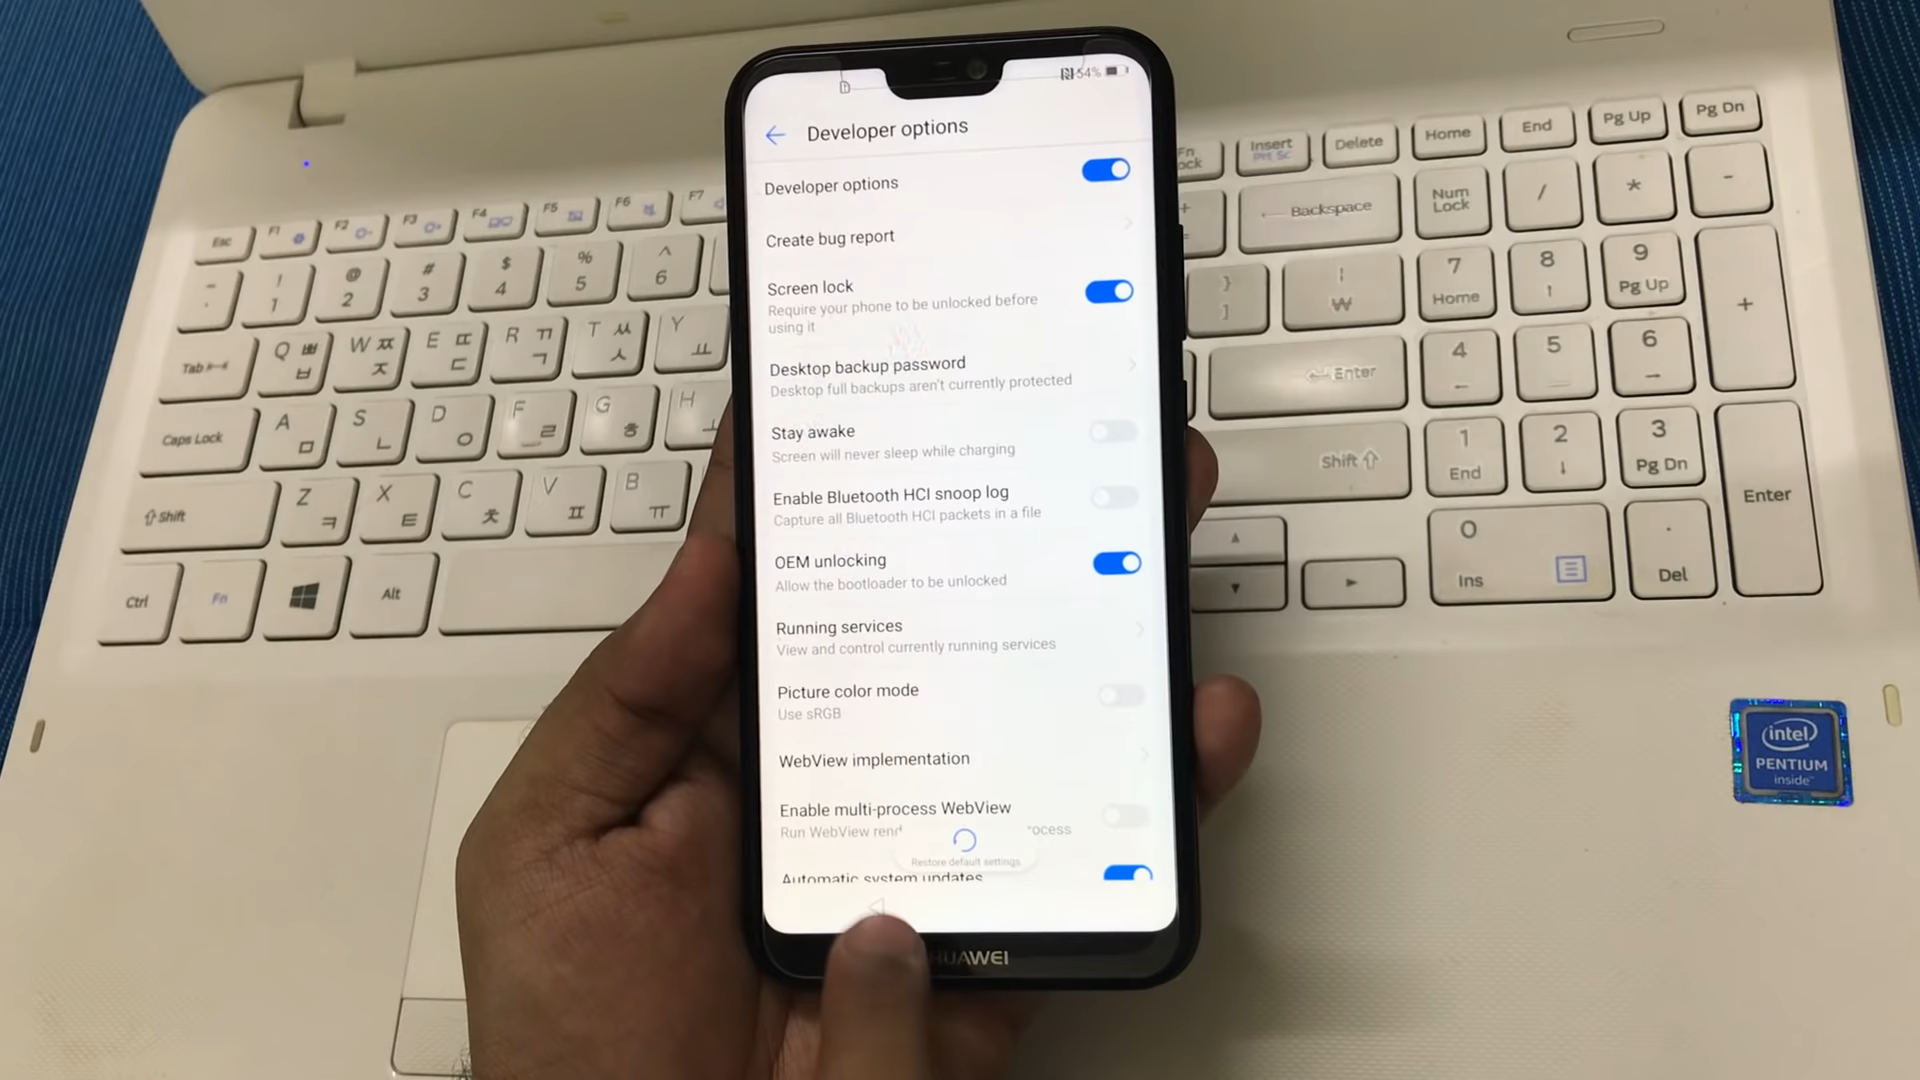 54%
Developer options
Developer options
Create bug report
Screen lock
Require your phone to be unlocked before
using it
Desktop backup password
Desktop full backups aren't currently protected
Stay awake
Screen will never sleep while charging
Enable Bluetooth HCI snoop log
Capture all Bluetooth HCI packets in a file
OEM unlocking
Allow the bootloader to be unlocked
Running services
View and control currently running services
Picture color mode
Use sRGB
WebView implementation
Enable multi-process WebView
Run WebView
Restore default settings
Automatic system updates
HUAWEI
Esc F1 F2 F3 F4 F5 F6 F7
! 1 @ 2 # 3 $ 4 % 5 ^ 6
Tab Q ㅃ ㅂ W ㅉ ㅈ E ㄸ ㄷ R ㄲ ㄱ T ㅆ ㅅ Y ㅛ
Caps Lock A ㅁ S ㄴ D ㅇ F ㄹ G ㅎ H
Shift Z ㅋ X ㅌ C ㅊ V ㅍ B ㅠ
Ctrl Fn Alt
Fn Lock Insert Prt Sc Delete Home End Pg Up Pg Dn
+ = Backspace Num Lock / * -
} ] ₩ 7 Home 8 ↑ 9 Pg Up +
Enter 4 ← 5 6 →
Shift 1 End 2 ↓ 3 Pg Dn Enter
0 Ins . Del
intel
PENTIUM
inside™